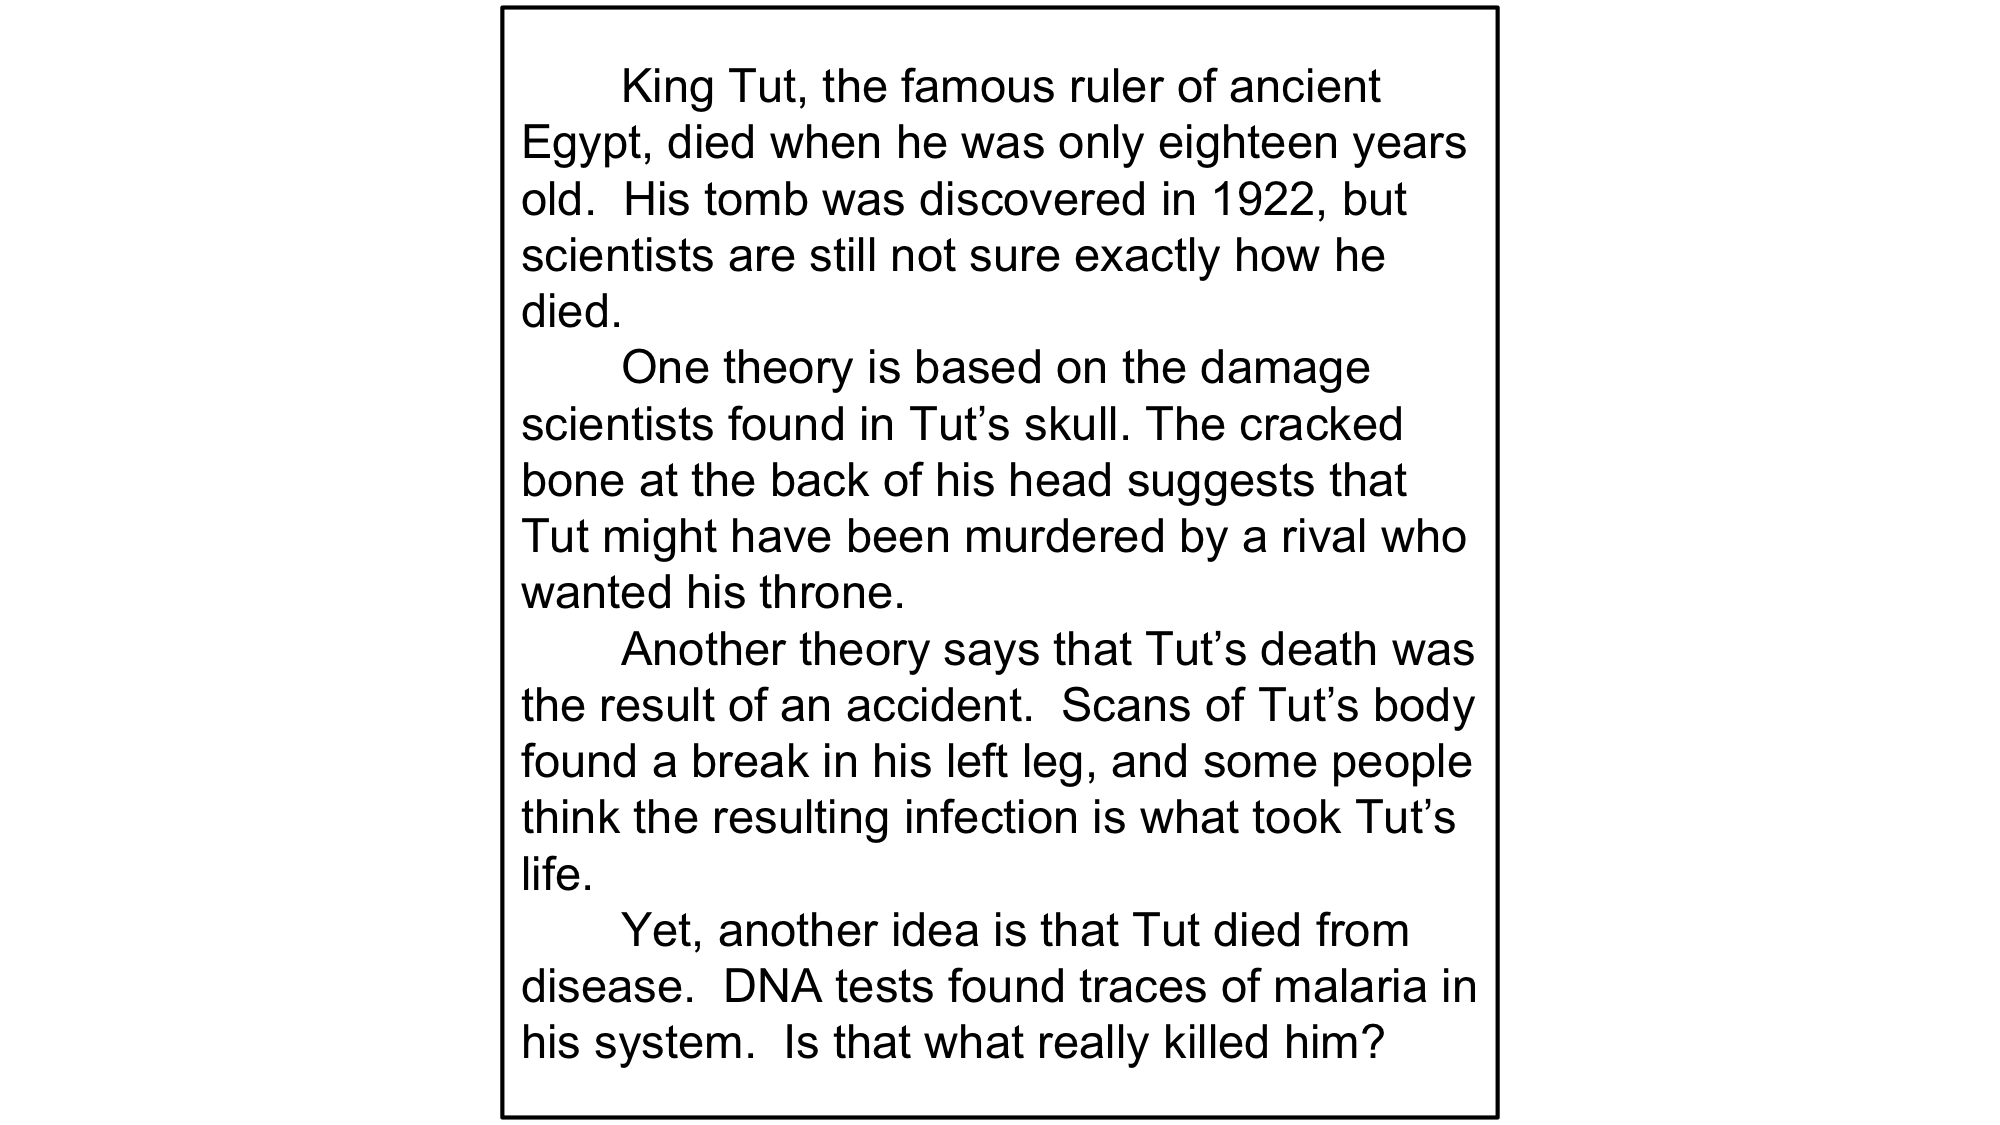 King Tut, the famous ruler of ancient
Egypt, died when he was only eighteen years
old.  His tomb was discovered in 1922, but
scientists are still not sure exactly how he
died.
One theory is based on the damage
scientists found in Tut’s skull. The cracked
bone at the back of his head suggests that
Tut might have been murdered by a rival who
wanted his throne.
Another theory says that Tut’s death was
the result of an accident.  Scans of Tut’s body
found a break in his left leg, and some people
think the resulting infection is what took Tut’s
life.
Yet, another idea is that Tut died from
disease.  DNA tests found traces of malaria in
his system.  Is that what really killed him?